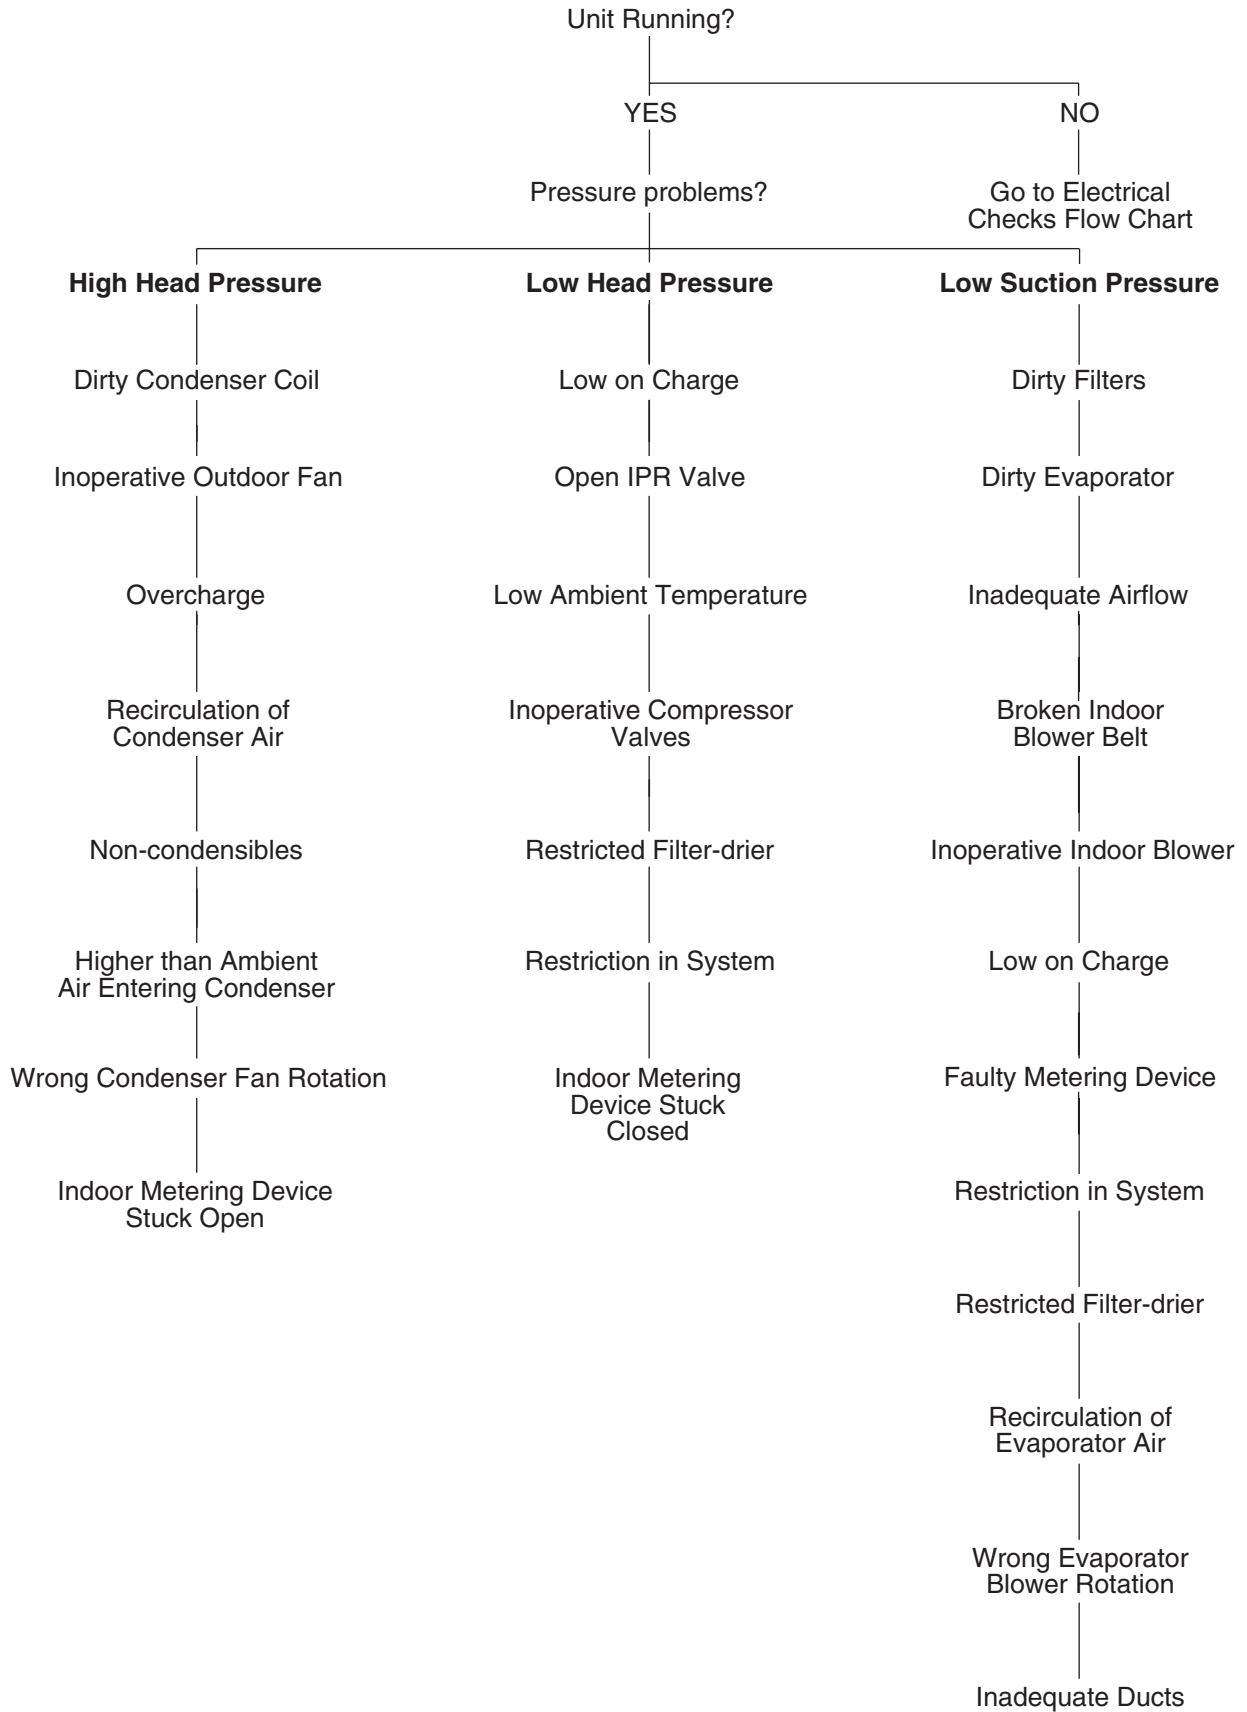 Unit Running?
YES
NO
Pressure problems?
Go to Electrical
Checks Flow Chart
High Head Pressure
Dirty Condenser Coil
Inoperative Outdoor Fan
Overcharge
Recirculation of
Condenser Air
Non-condensibles
Higher than Ambient
Air Entering Condenser
Wrong Condenser Fan Rotation
Indoor Metering Device
Stuck Open
Low Head Pressure
Low on Charge
Open IPR Valve
Low Ambient Temperature
Inoperative Compressor
Valves
Restricted Filter-drier
Restriction in System
Indoor Metering
Device Stuck
Closed
Low Suction Pressure
Dirty Filters
Dirty Evaporator
Inadequate Airflow
Broken Indoor
Blower Belt
Inoperative Indoor Blower
Low on Charge
Faulty Metering Device
Restriction in System
Restricted Filter-drier
Recirculation of
Evaporator Air
Wrong Evaporator
Blower Rotation
Inadequate Ducts